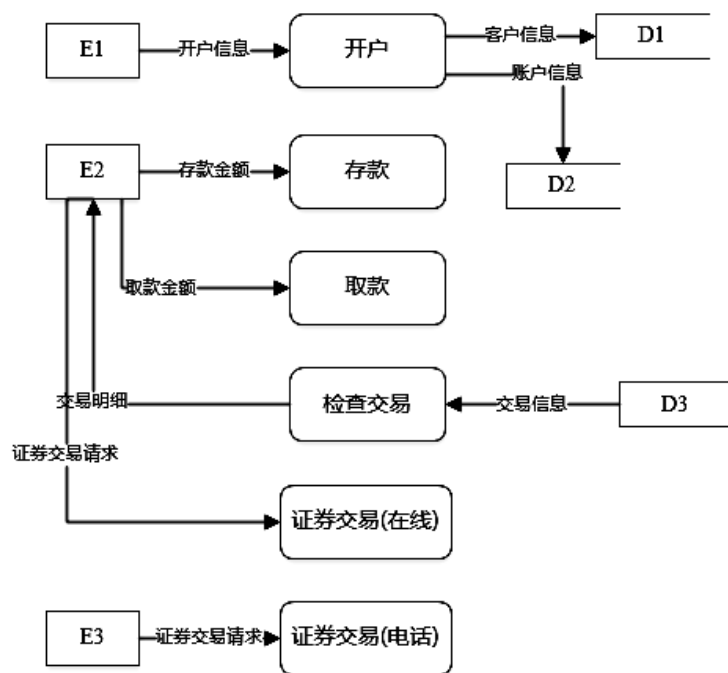 E1
开户信息
开户
客户信息
D1
账户信息
E2
存款金额
存款
D2
取款金额
取款
交易明细
检查交易
交易信息
D3
证券交易请求
证券交易(在线)
E3
证券交易请求
证券交易(电话)